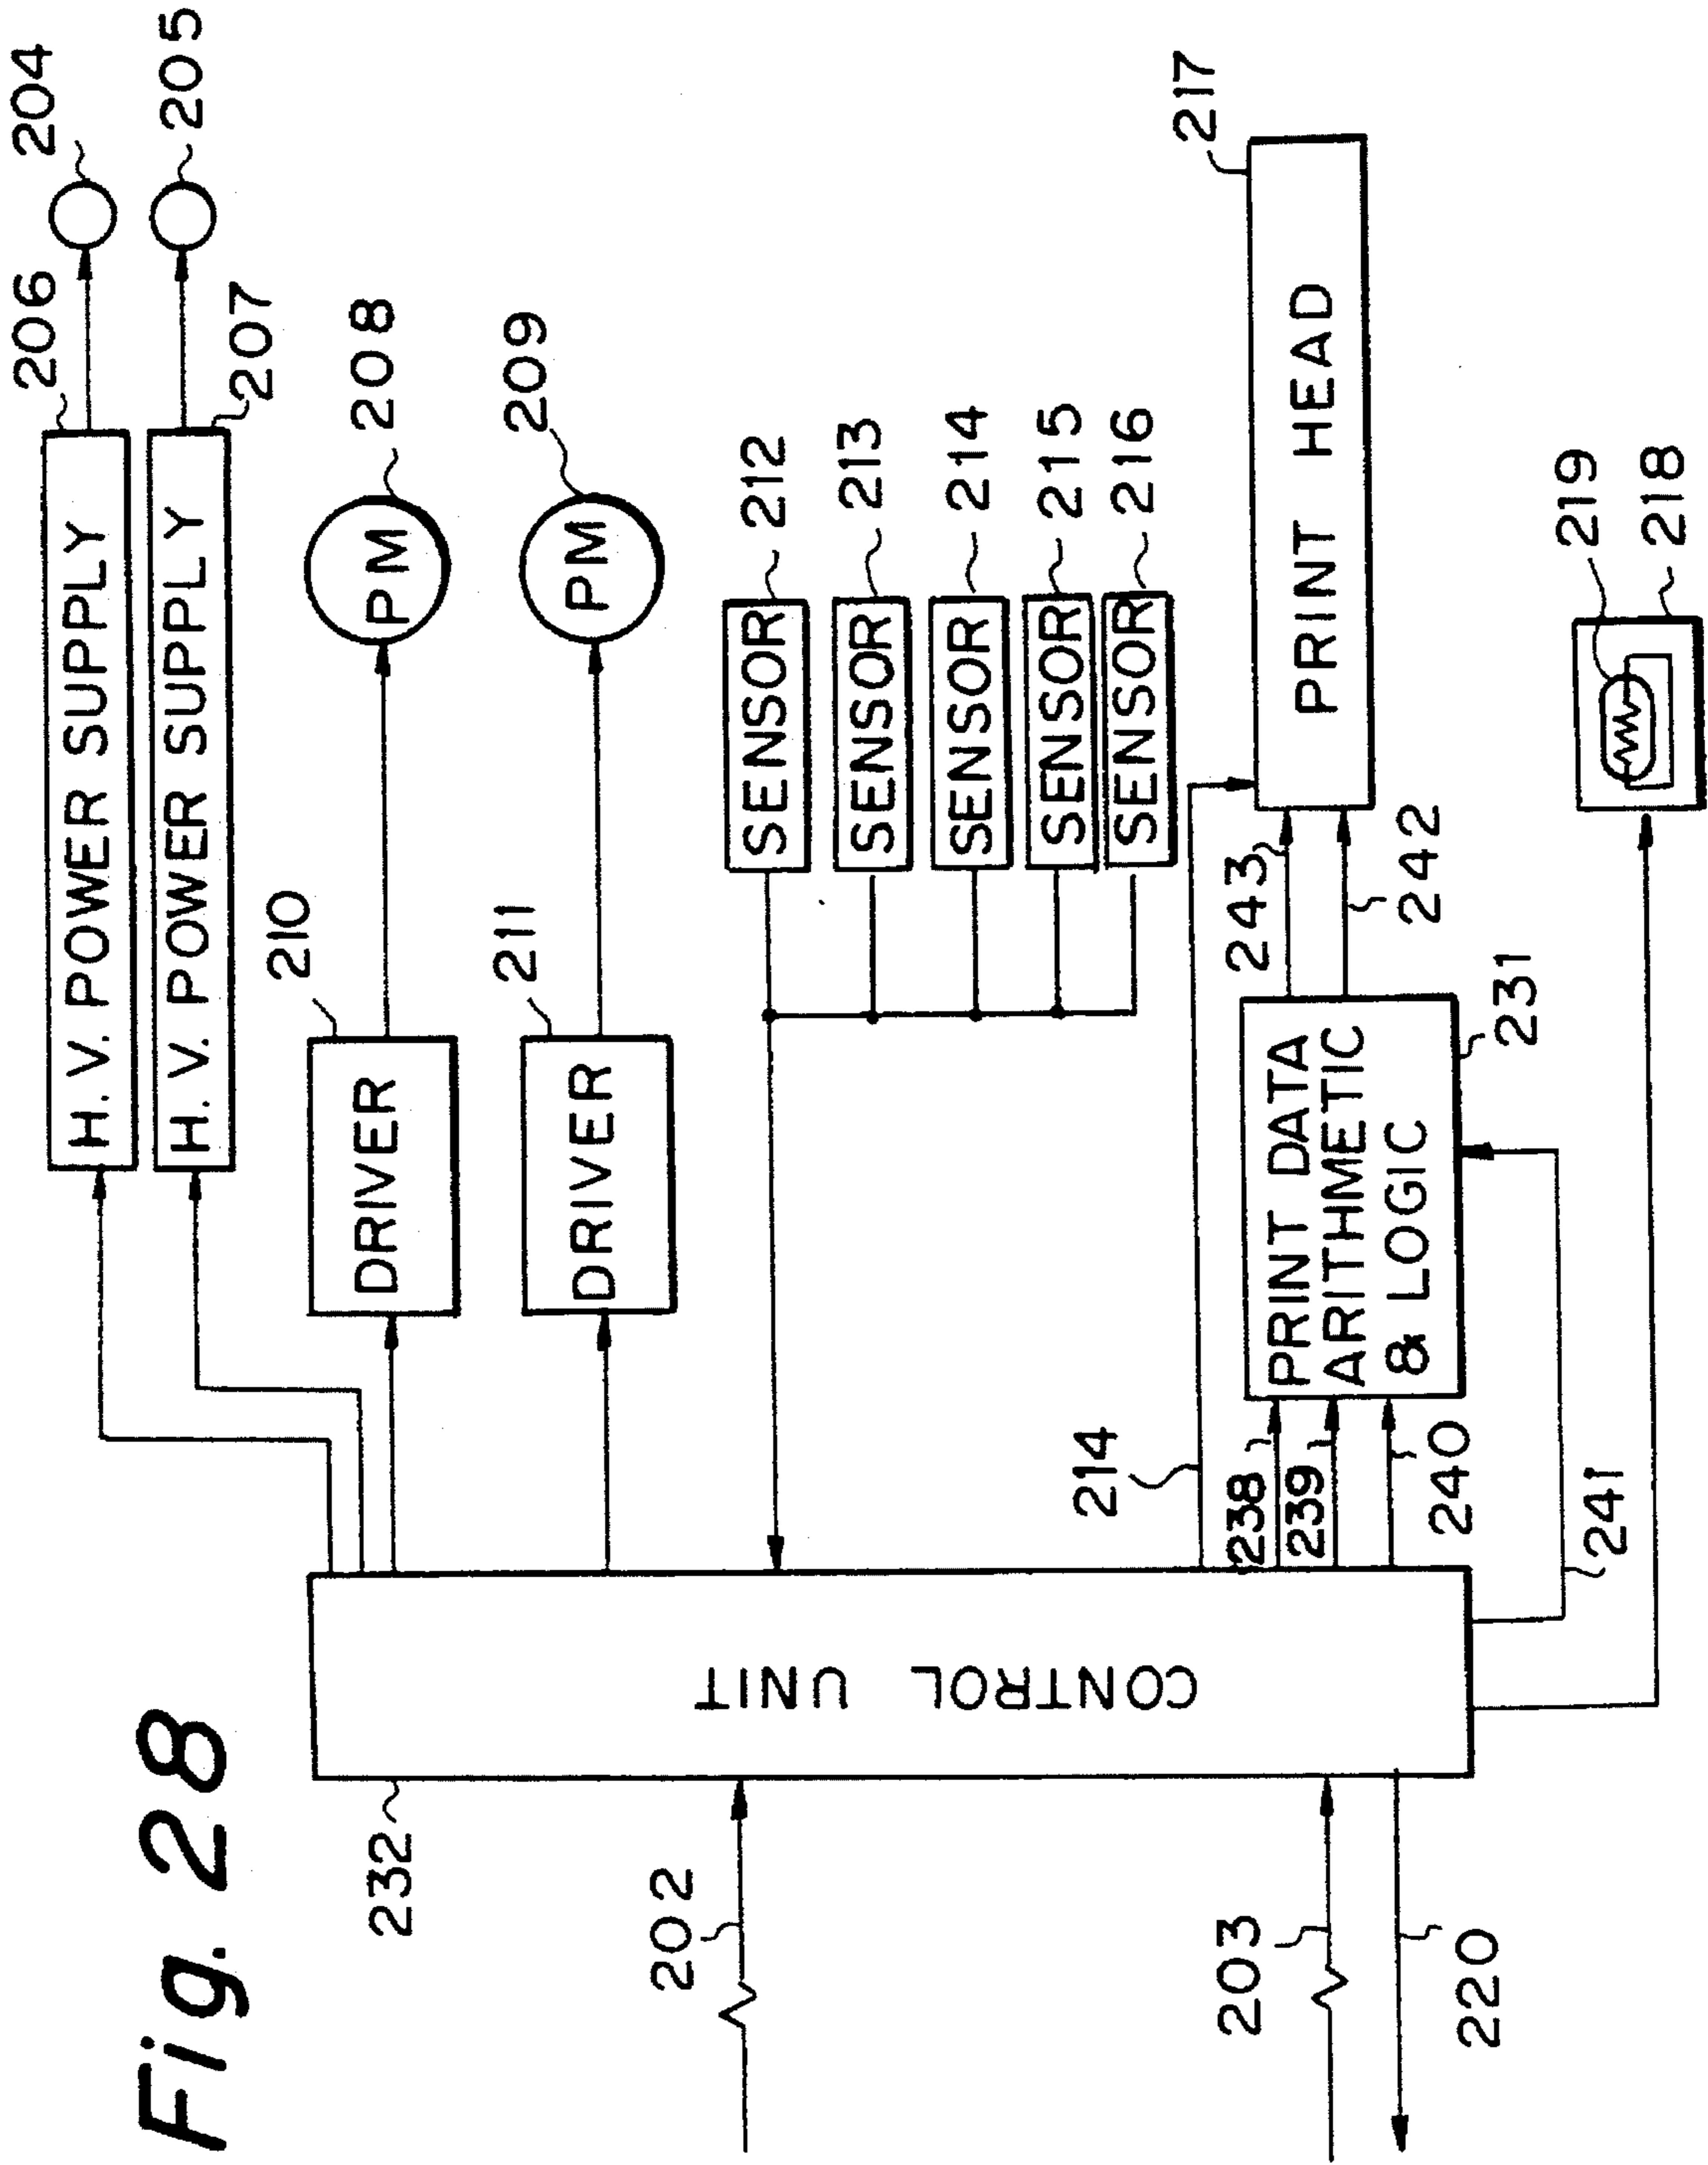 Fig. 28
204
205
206
207
H. V. POWER SUPPLY
H. V. POWER SUPPLY
208
PM
210
DRIVER
209
PM
211
DRIVER
232
CONTROL UNIT
202
212
SENSOR
213
SENSOR
214
SENSOR
215
SENSOR
216
SENSOR
217
PRINT HEAD
214
238
239
240
PRINT DATA
ARITHMETIC
& LOGIC
243
242
231
241
203
220
219
218